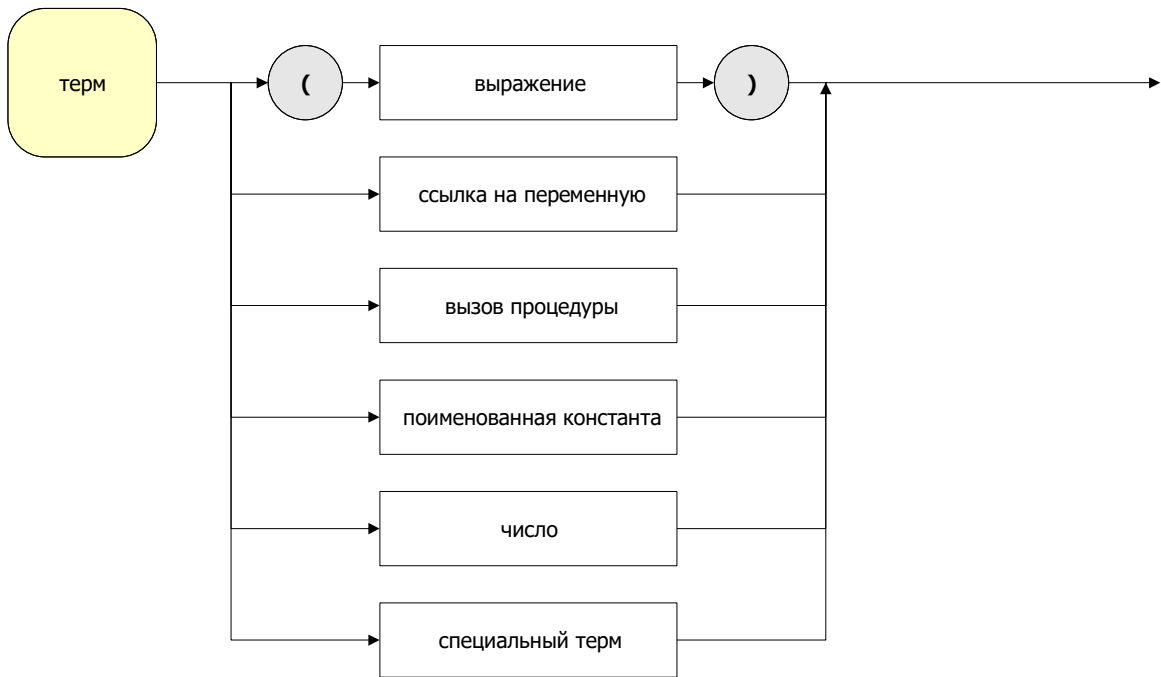 терм
( выражение )
ссылка на переменную
вызов процедуры
поименованная константа
число
специальный терм